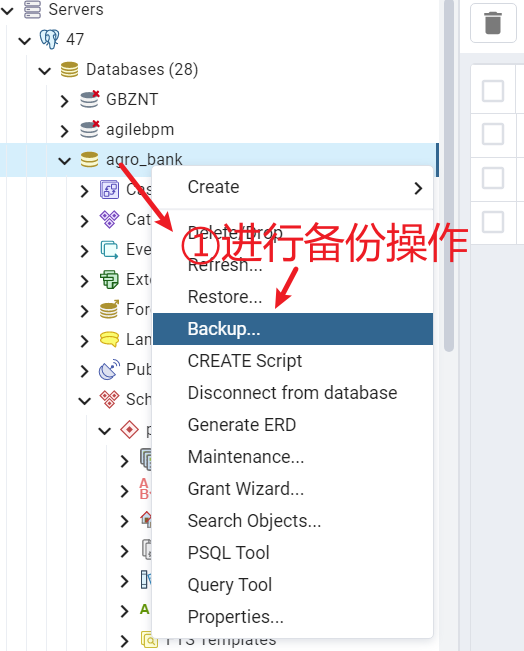 Servers
47
Databases (28)
GBZNT
agilebpm
agro_bank
Create
Delete/Drop
①进行备份操作
Refresh...
Restore...
Backup...
CREATE Script
Disconnect from database
Generate ERD
Maintenance...
Grant Wizard...
Search Objects...
PSQL Tool
Query Tool
Properties...
Cas
Cat
Eve
Exte
For
Lan
Pub
Sch
FTS Templates